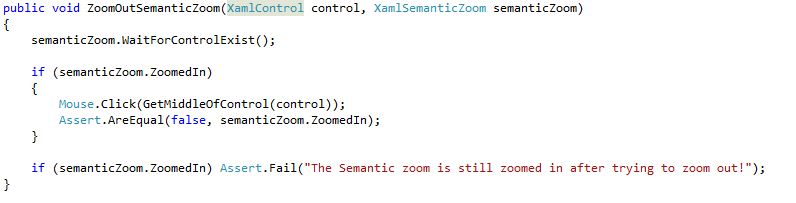 public void ZoomOutSemanticZoom(XamlControl control, XamlSemanticZoom semanticZoom)
{
    semanticZoom.WaitForControlExist();

    if (semanticZoom.ZoomedIn)
    {
        Mouse.Click(GetMiddleOfControl(control));
        Assert.AreEqual(false, semanticZoom.ZoomedIn);
    }

    if (semanticZoom.ZoomedIn) Assert.Fail("The Semantic zoom is still zoomed in after trying to zoom out!");
}